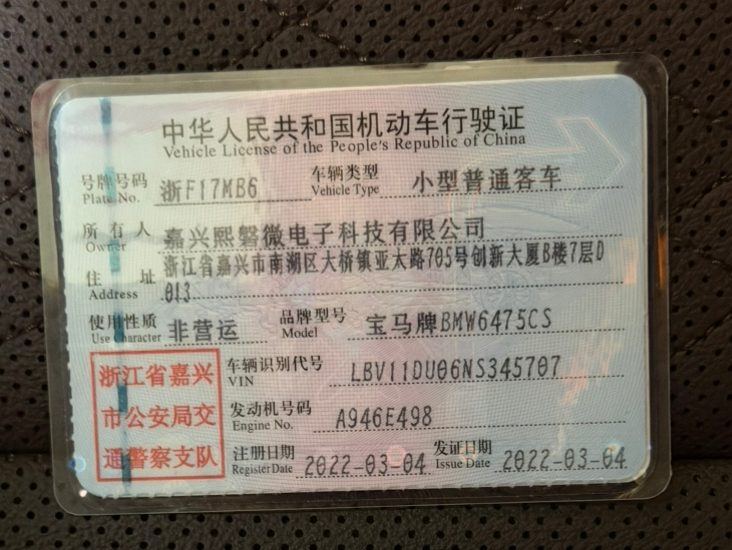 中华人民共和国机动车行驶证
Vehicle License of the People's Republic of China
号牌号码 浙F17MB6 车辆类型 小型普通客车
Plate No. Vehicle Type
所有人 嘉兴熙磐微电子科技有限公司
Owner
住址 浙江省嘉兴市南湖区大桥镇亚太路705号创新大厦B楼7层D
Address 013
使用性质 非营运 品牌型号 宝马牌BMW6475CS
Use Character Model
浙江省嘉兴
市公安局交
通警察支队
车辆识别代号 LBV11DU06NS345707
VIN
发动机号码 A946E498
Engine No.
注册日期 2022-03-04 发证日期 2022-03-04
Register Date Issue Date